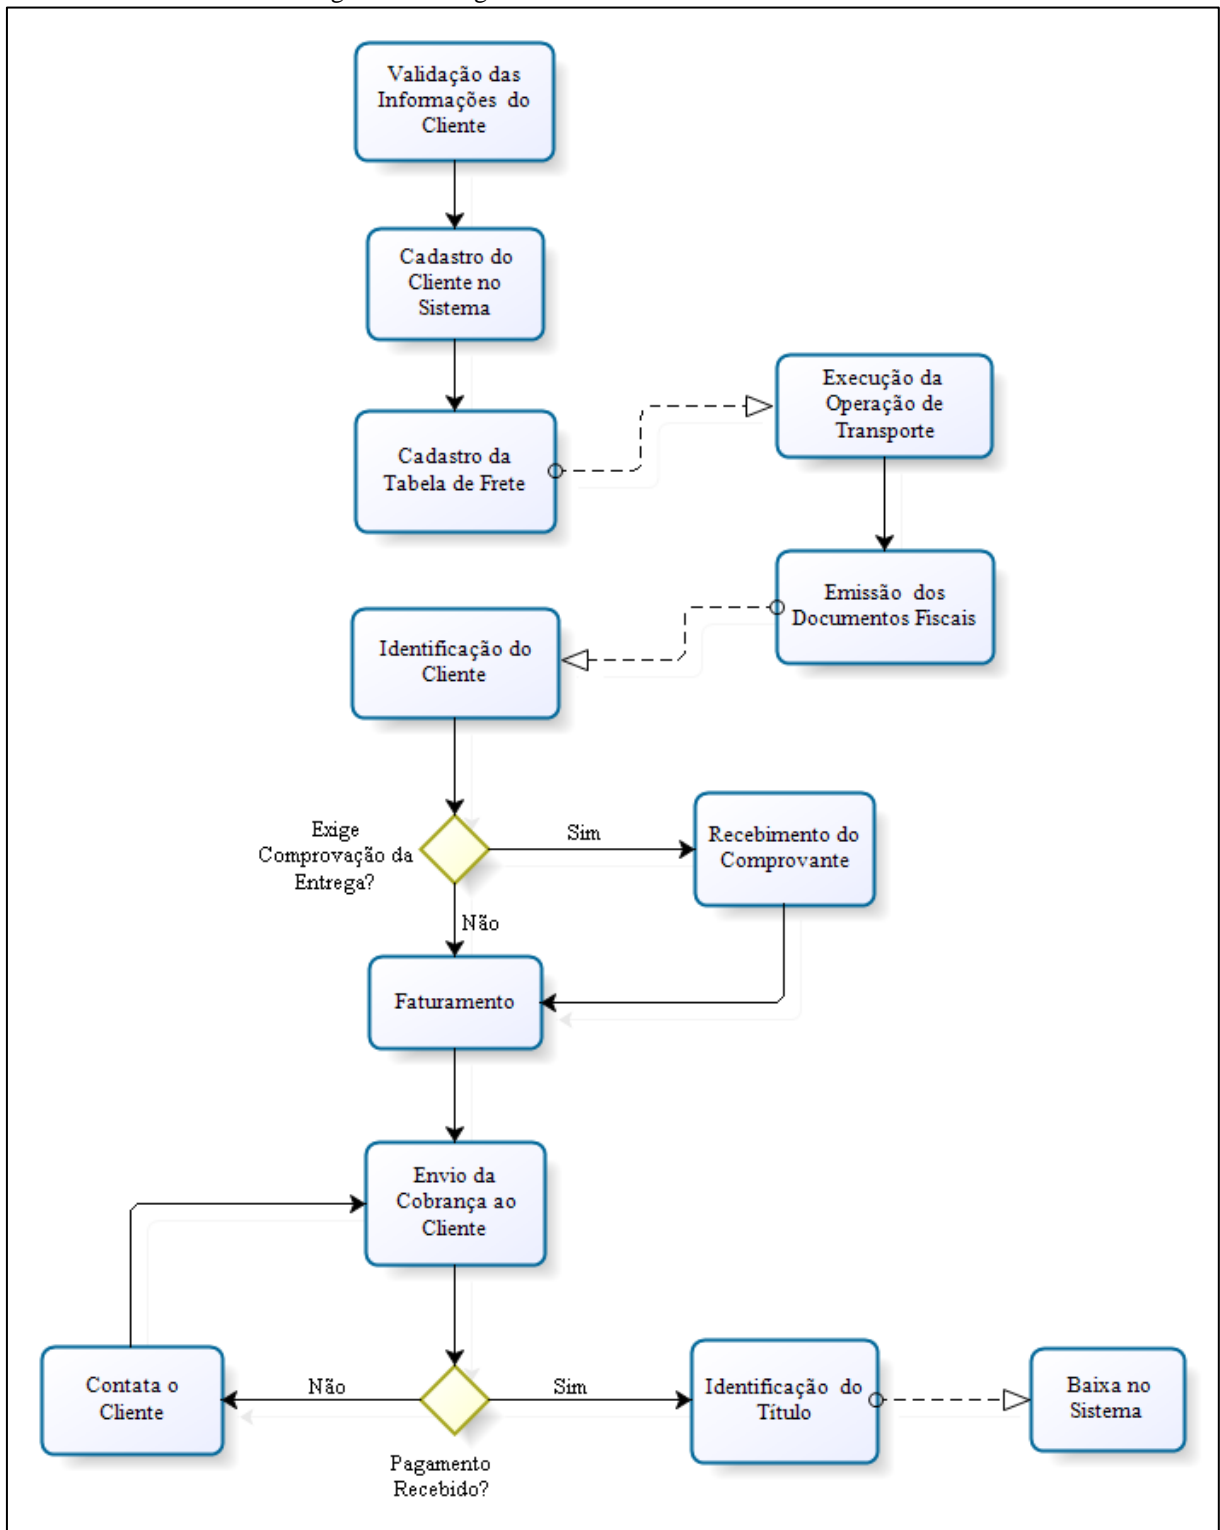 Validação das
Informações do
Cliente
Cadastro do
Cliente no
Sistema
Execução da
Operação de
Transporte
Cadastro da
Tabela de Frete
Emissão dos
Documentos Fiscais
Identificação do
Cliente
Exige
Comprovação da
Entrega?
Sim
Recebimento do
Comprovante
Não
Faturamento
Envio da
Cobrança ao
Cliente
Contata o
Cliente
Não
Sim
Pagamento
Recebido?
Identificação do
Título
Baixa no
Sistema